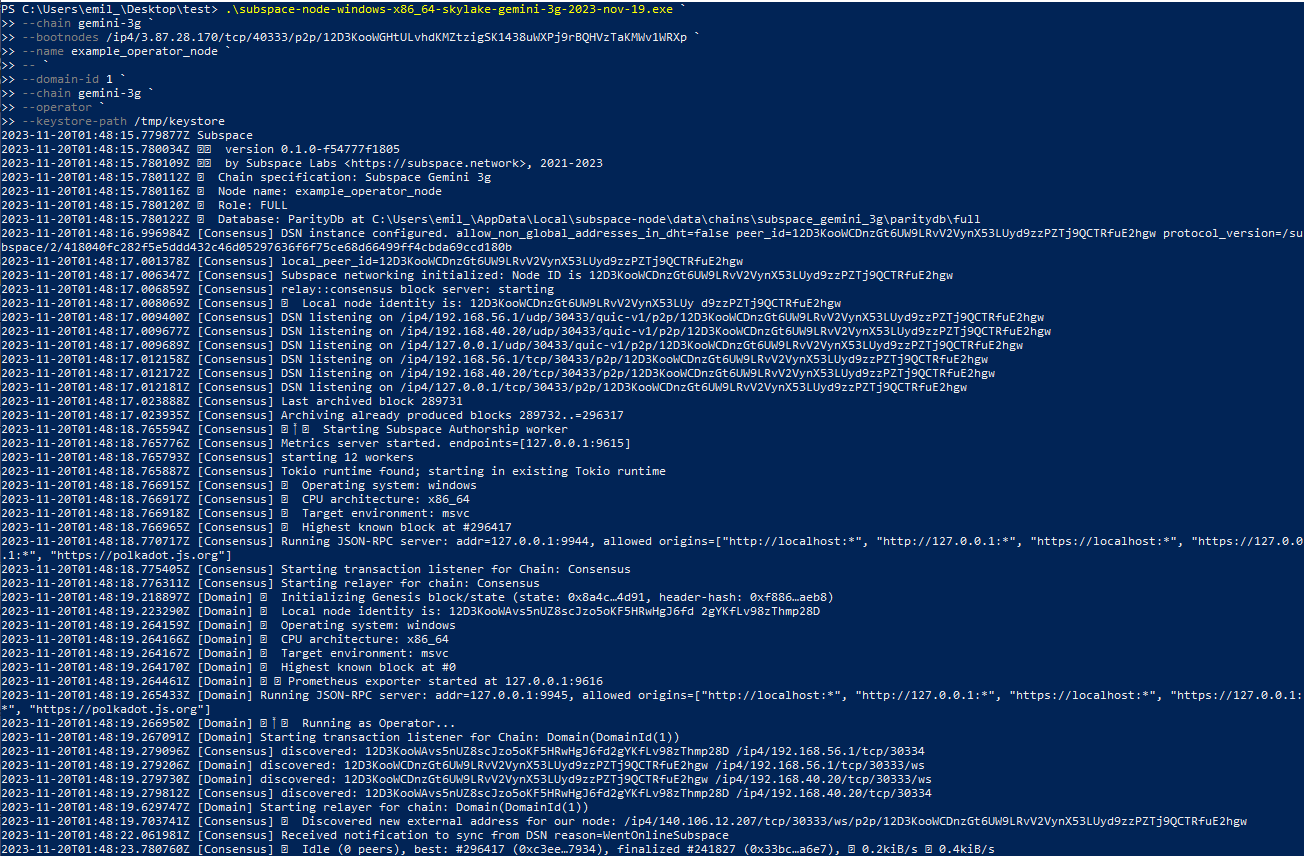 PS C:\Users\emil_\Desktop\test> .\subspace-node-windows-x86_64-skylake-gemini-3g-2023-nov-19.exe `
>> --chain gemini-3g `
>> --bootnodes /ip4/3.87.28.170/tcp/40333/p2p/12D3KooWGHtULvhdKMZtzigSK1438uWXPj9rBQHVzTaKMWv1WRXp `
>> --name example_operator_node `
>> -- `
>> --domain-id 1 `
>> --chain gemini-3g `
>> --operator `
>> --keystore-path /tmp/keystore
2023-11-20T01:48:15.779877Z Subspace
2023-11-20T01:48:15.780034Z version 0.1.0-f54777f1805
2023-11-20T01:48:15.780109Z by Subspace Labs <https://subspace.network>, 2021-2023
2023-11-20T01:48:15.780112Z Chain specification: Subspace Gemini 3g
2023-11-20T01:48:15.780116Z Node name: example_operator_node
2023-11-20T01:48:15.780120Z Role: FULL
2023-11-20T01:48:15.780122Z Database: ParityDb at C:\Users\emil_\AppData\Local\subspace-node\data\chains\subspace_gemini_3g\paritydb\full
2023-11-20T01:48:16.996984Z [Consensus] DSN instance configured. allow_non_global_addresses_in_dht=false peer_id=12D3KooWCDnzGt6UW9LRvV2VynX53LUyd9zzPZTj9QCTRfuE2hgw protocol_version=/su
bspace/2/418040fc282f5e5ddd432c46d05297636f6f75ce68d66499ff4cbda69ccd180b
2023-11-20T01:48:17.001378Z [Consensus] local_peer_id=12D3KooWCDnzGt6UW9LRvV2VynX53LUyd9zzPZTj9QCTRfuE2hgw
2023-11-20T01:48:17.006347Z [Consensus] Subspace networking initialized: Node ID is 12D3KooWCDnzGt6UW9LRvV2VynX53LUyd9zzPZTj9QCTRfuE2hgw
2023-11-20T01:48:17.006859Z [Consensus] relay::consensus block server: starting
2023-11-20T01:48:17.008069Z [Consensus] Local node identity is: 12D3KooWCDnzGt6UW9LRvV2VynX53LUy d9zzPZTj9QCTRfuE2hgw
2023-11-20T01:48:17.009400Z [Consensus] DSN listening on /ip4/192.168.56.1/udp/30433/quic-v1/p2p/12D3KooWCDnzGt6UW9LRvV2VynX53LUyd9zzPZTj9QCTRfuE2hgw
2023-11-20T01:48:17.009677Z [Consensus] DSN listening on /ip4/192.168.40.20/udp/30433/quic-v1/p2p/12D3KooWCDnzGt6UW9LRvV2VynX53LUyd9zzPZTj9QCTRfuE2hgw
2023-11-20T01:48:17.009689Z [Consensus] DSN listening on /ip4/127.0.0.1/udp/30433/quic-v1/p2p/12D3KooWCDnzGt6UW9LRvV2VynX53LUyd9zzPZTj9QCTRfuE2hgw
2023-11-20T01:48:17.012158Z [Consensus] DSN listening on /ip4/192.168.56.1/tcp/30433/p2p/12D3KooWCDnzGt6UW9LRvV2VynX53LUyd9zzPZTj9QCTRfuE2hgw
2023-11-20T01:48:17.012172Z [Consensus] DSN listening on /ip4/192.168.40.20/tcp/30433/p2p/12D3KooWCDnzGt6UW9LRvV2VynX53LUyd9zzPZTj9QCTRfuE2hgw
2023-11-20T01:48:17.012181Z [Consensus] DSN listening on /ip4/127.0.0.1/tcp/30433/p2p/12D3KooWCDnzGt6UW9LRvV2VynX53LUyd9zzPZTj9QCTRfuE2hgw
2023-11-20T01:48:17.023888Z [Consensus] Last archived block 289731
2023-11-20T01:48:17.023935Z [Consensus] Archiving already produced blocks 289732..=296317
2023-11-20T01:48:18.765594Z [Consensus] Starting Subspace Authorship worker
2023-11-20T01:48:18.765776Z [Consensus] Metrics server started. endpoints=[127.0.0.1:9615]
2023-11-20T01:48:18.765793Z [Consensus] starting 12 workers
2023-11-20T01:48:18.765887Z [Consensus] Tokio runtime found; starting in existing Tokio runtime
2023-11-20T01:48:18.766915Z [Consensus] Operating system: windows
2023-11-20T01:48:18.766917Z [Consensus] CPU architecture: x86_64
2023-11-20T01:48:18.766918Z [Consensus] Target environment: msvc
2023-11-20T01:48:18.766965Z [Consensus] Highest known block at #296417
2023-11-20T01:48:18.770717Z [Consensus] Running JSON-RPC server: addr=127.0.0.1:9944, allowed origins=["http://localhost:*", "http://127.0.0.1:*", "https://localhost:*", "https://127.0.0
.1:*", "https://polkadot.js.org"]
2023-11-20T01:48:18.775405Z [Consensus] Starting transaction listener for Chain: Consensus
2023-11-20T01:48:18.776311Z [Consensus] Starting relayer for chain: Consensus
2023-11-20T01:48:19.218897Z [Domain] Initializing Genesis block/state (state: 0x8a4c…4d91, header-hash: 0xf886…aeb8)
2023-11-20T01:48:19.223290Z [Domain] Local node identity is: 12D3KooWAvs5nUZ8scJzo5oKF5HRwHgJ6fd 2gYKfLv98zThmp28D
2023-11-20T01:48:19.264159Z [Domain] Operating system: windows
2023-11-20T01:48:19.264166Z [Domain] CPU architecture: x86_64
2023-11-20T01:48:19.264167Z [Domain] Target environment: msvc
2023-11-20T01:48:19.264170Z [Domain] Highest known block at #0
2023-11-20T01:48:19.264461Z [Domain] Prometheus exporter started at 127.0.0.1:9616
2023-11-20T01:48:19.265433Z [Domain] Running JSON-RPC server: addr=127.0.0.1:9945, allowed origins=["http://localhost:*", "http://127.0.0.1:*", "https://localhost:*", "https://127.0.0.1:
*", "https://polkadot.js.org"]
2023-11-20T01:48:19.266950Z [Domain] Running as Operator...
2023-11-20T01:48:19.267091Z [Domain] Starting transaction listener for Chain: Domain(DomainId(1))
2023-11-20T01:48:19.279096Z [Consensus] discovered: 12D3KooWAvs5nUZ8scJzo5oKF5HRwHgJ6fd2gYKfLv98zThmp28D /ip4/192.168.56.1/tcp/30334
2023-11-20T01:48:19.279206Z [Domain] discovered: 12D3KooWCDnzGt6UW9LRvV2VynX53LUyd9zzPZTj9QCTRfuE2hgw /ip4/192.168.56.1/tcp/30333/ws
2023-11-20T01:48:19.279730Z [Domain] discovered: 12D3KooWCDnzGt6UW9LRvV2VynX53LUyd9zzPZTj9QCTRfuE2hgw /ip4/192.168.40.20/tcp/30333/ws
2023-11-20T01:48:19.279812Z [Consensus] discovered: 12D3KooWAvs5nUZ8scJzo5oKF5HRwHgJ6fd2gYKfLv98zThmp28D /ip4/192.168.40.20/tcp/30334
2023-11-20T01:48:19.629747Z [Domain] Starting relayer for chain: Domain(DomainId(1))
2023-11-20T01:48:19.703741Z [Consensus] Discovered new external address for our node: /ip4/140.106.12.207/tcp/30333/ws/p2p/12D3KooWCDnzGt6UW9LRvV2VynX53LUyd9zzPZTj9QCTRfuE2hgw
2023-11-20T01:48:22.061981Z [Consensus] Received notification to sync from DSN reason=WentOnlineSubspace
2023-11-20T01:48:23.780760Z [Consensus] Idle (0 peers), best: #296417 (0xc3ee…7934), finalized #241827 (0x33bc…a6e7), 0.2kiB/s 0.4kiB/s